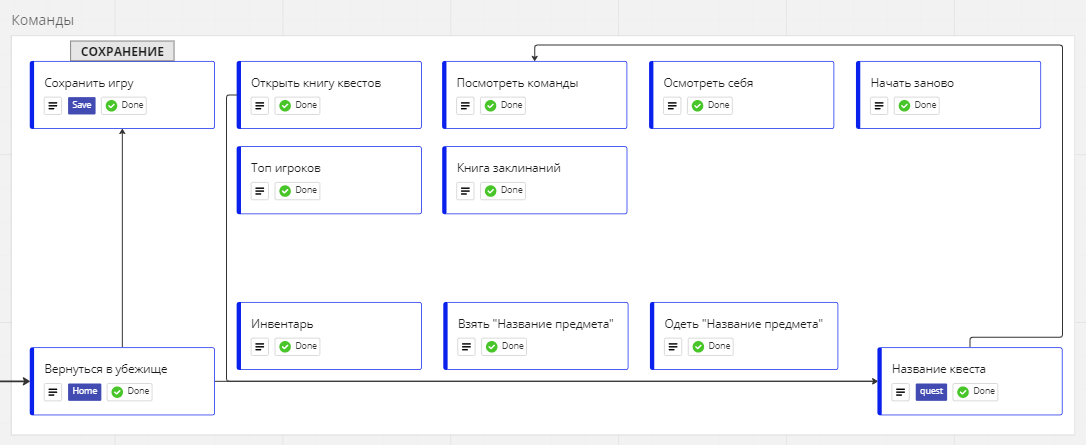 Команды
СОХРАНЕНИЕ
Сохранить игру
Save Done
Открыть книгу квестов
Done
Посмотреть команды
Done
Осмотреть себя
Done
Начать заново
Done
Топ игроков
Done
Книга заклинаний
Done
Инвентарь
Done
Взять "Название предмета"
Done
Одеть "Название предмета"
Done
Вернуться в убежище
Home Done
Название квеста
quest Done